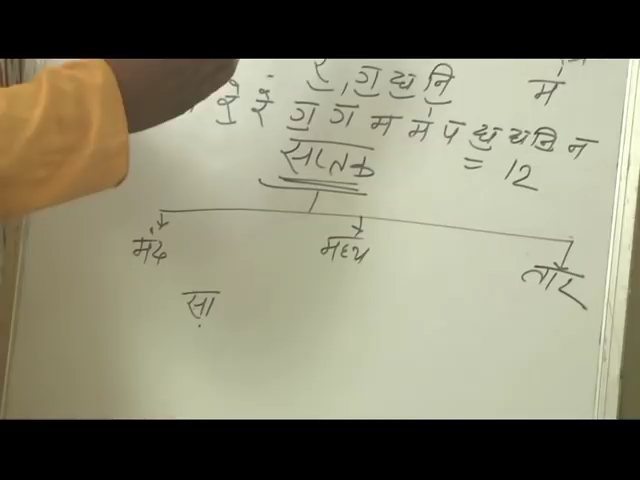 रे॒ ग॒ ध॒ नि॒ म॑
रे॒ रे ग॒ ग म म॑ प ध॒ ध नि॒ नि
= 12
सप्तक
मंद्र मध्य तार
सा़